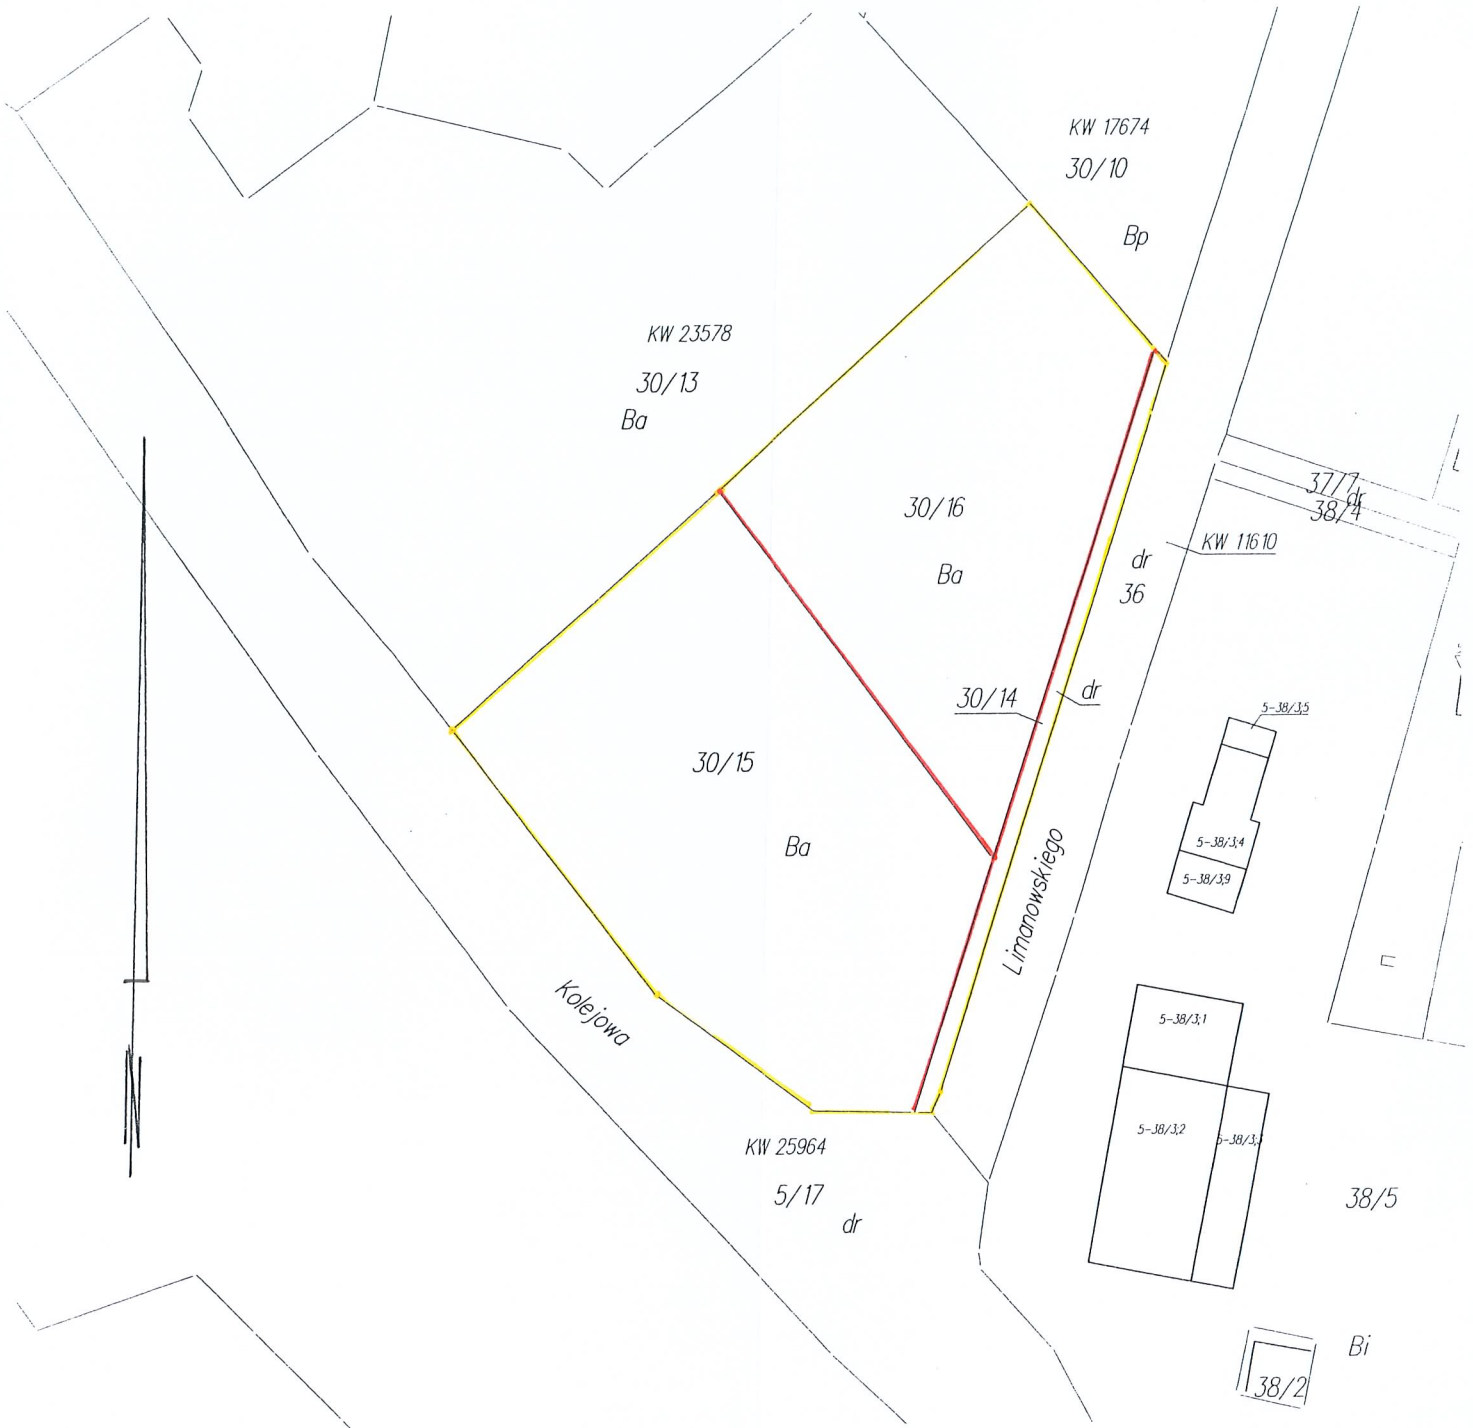 KW 17674
30/10
Bp
KW 23578
30/13
Ba
37/7
dr
38/4
30/16
KW 11610
Ba
dr
36
30/14
dr
5-38/3;5
30/15
5-38/3;4
Ba
5-38/3;9
Limanowskiego
Kolejowa
5-38/3;1
N
5-38/3;2
KW 25964
5/17
dr
38/5
Bi
38/2